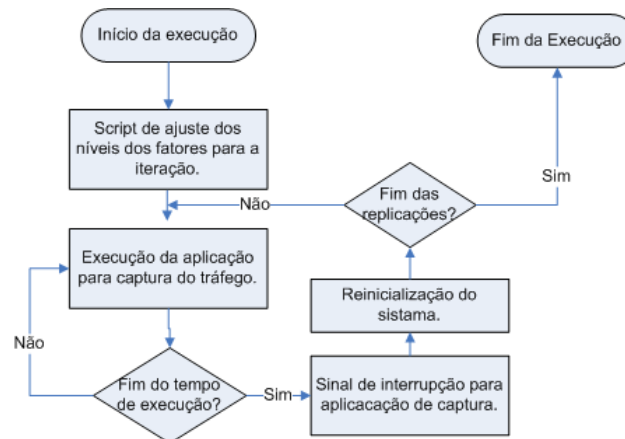 Início da execução
Fim da Execução
Script de ajuste dos
níveis dos fatores para a
iteração.
Não
Fim das
replicações?
Sim
Execução da aplicação
para captura do tráfego.
Reinicialização do
sistama.
Não
Fim do tempo
de execução?
Sim
Sinal de interrupção para
aplicacação de captura.